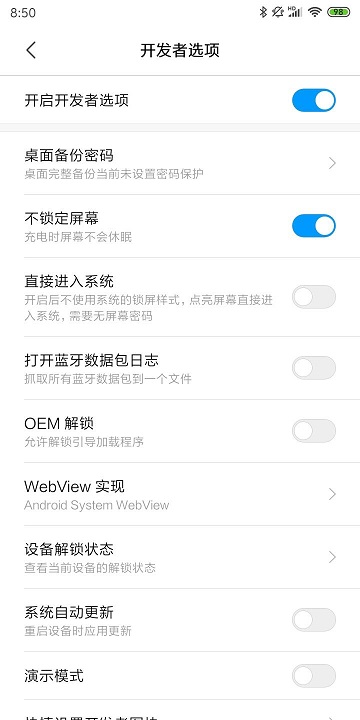 8:50
HD
98
开发者选项
开启开发者选项
桌面备份密码
桌面完整备份当前未设置密码保护
不锁定屏幕
充电时屏幕不会休眠
直接进入系统
开启后不使用系统的锁屏样式，点亮屏幕直接进
入系统，需要无屏幕密码
打开蓝牙数据包日志
抓取所有蓝牙数据包到一个文件
OEM 解锁
允许解锁引导加载程序
WebView 实现
Android System WebView
设备解锁状态
查看当前设备的解锁状态
系统自动更新
重启设备时应用更新
演示模式